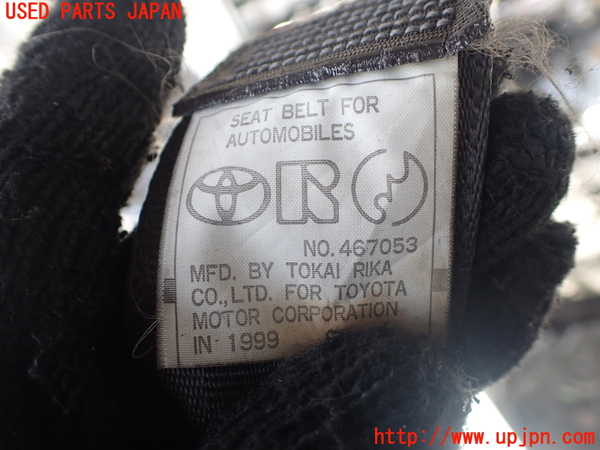 USED PARTS JAPAN
SEAT BELT FOR
AUTOMOBILES
NO. 467053
MFD. BY TOKAI RIKA
CO., LTD. FOR TOYOTA
MOTOR CORPORATION
IN 1999
http://www.upjpn.com/